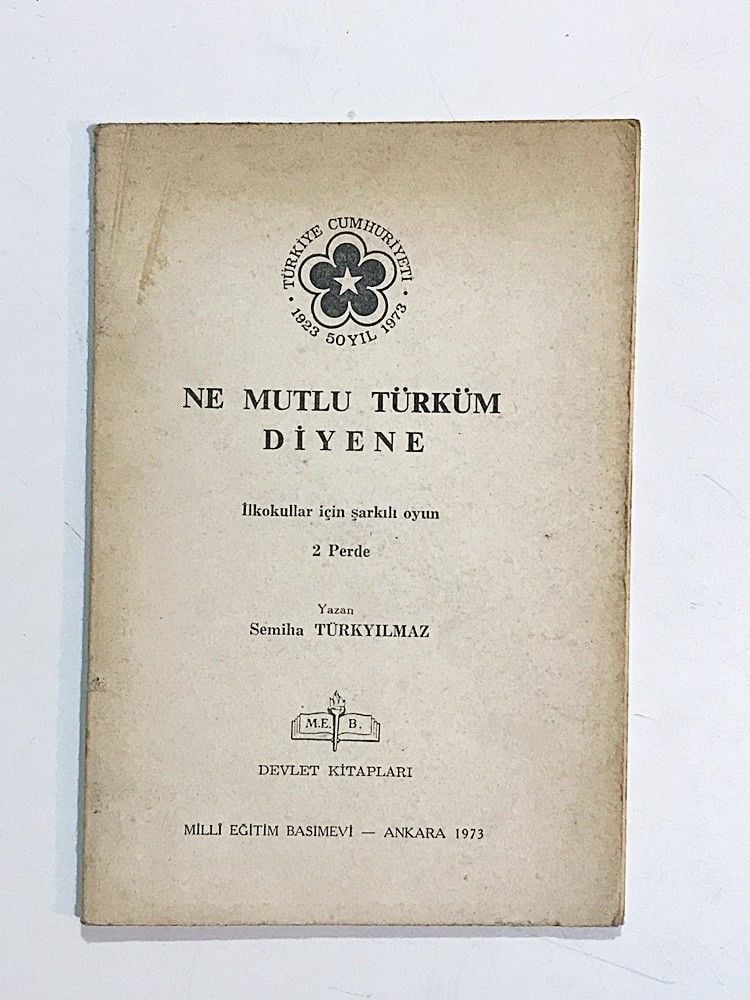 TÜRKİYE CUMHURİYETİ
1923 50 YIL 1973
NE MUTLU TÜRKÜM
DİYENE
İlkokullar için şarkılı oyun
2 Perde
Yazan
Semiha TÜRKYILMAZ
M.E. B.
DEVLET KİTAPLARI
MİLLÎ EĞİTİM BASIMEVİ — ANKARA 1973